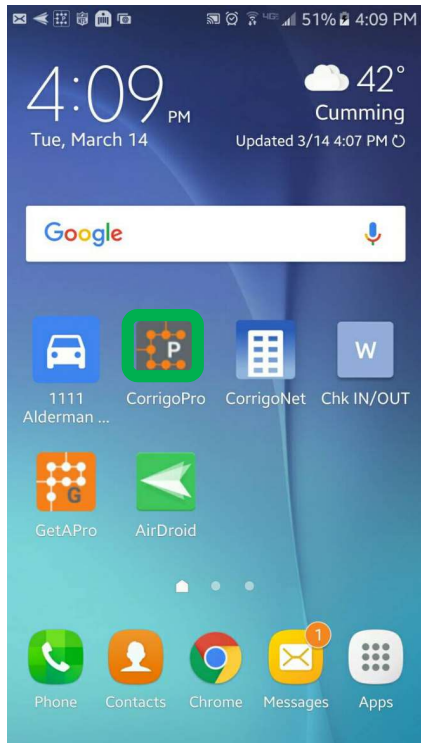 51% 4:09 PM
4:09 PM
42°
Cumming
Tue, March 14
Updated 3/14 4:07 PM
Google
P
W
1111
Alderman ...
CorrigoPro
CorrigoNet
Chk IN/OUT
G
GetAPro
AirDroid
1
Phone
Contacts
Chrome
Messages
Apps